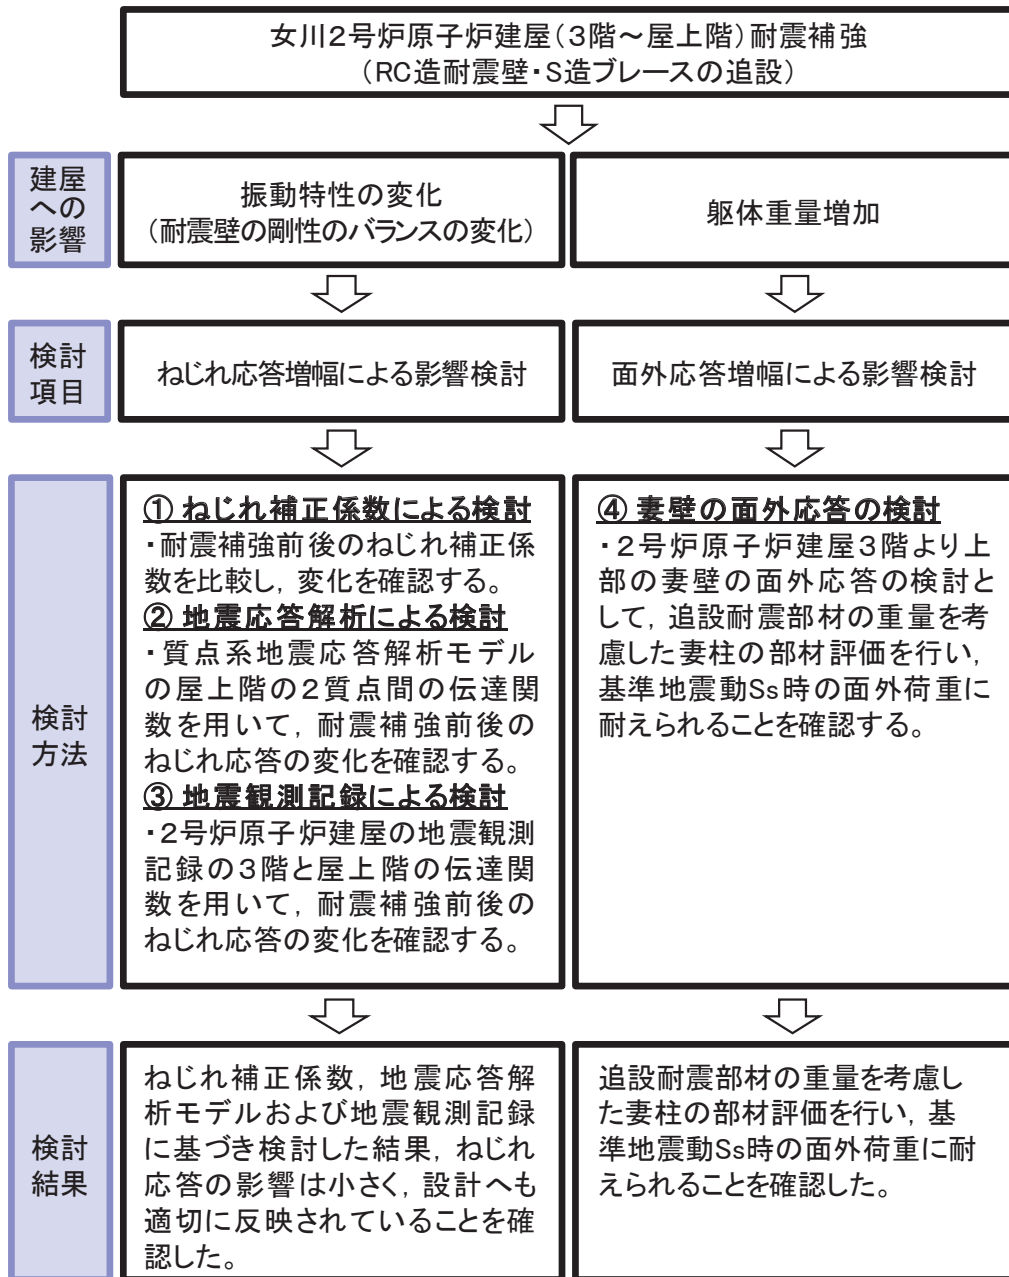 女川2号炉原子炉建屋(3階～屋上階)耐震補強
(RC造耐震壁・S造ブレースの追設)
建屋
への
影響
振動特性の変化
(耐震壁の剛性のバランスの変化)
躯体重量増加
検討
項目
ねじれ応答増幅による影響検討
面外応答増幅による影響検討
検討
方法
① ねじれ補正係数による検討
・耐震補強前後のねじれ補正係
数を比較し，変化を確認する。
② 地震応答解析による検討
・質点系地震応答解析モデル
の屋上階の2質点間の伝達関
数を用いて，耐震補強前後の
ねじれ応答の変化を確認する。
③ 地震観測記録による検討
・2号炉原子炉建屋の地震観測
記録の3階と屋上階の伝達関
数を用いて，耐震補強前後の
ねじれ応答の変化を確認する。
④ 妻壁の面外応答の検討
・2号炉原子炉建屋3階より上
部の妻壁の面外応答の検討と
して，追設耐震部材の重量を考
慮した妻柱の部材評価を行い，
基準地震動Ss時の面外荷重に
耐えられることを確認する。
検討
結果
ねじれ補正係数，地震応答解
析モデルおよび地震観測記録
に基づき検討した結果，ねじれ
応答の影響は小さく，設計へも
適切に反映されていることを確
認した。
追設耐震部材の重量を考慮し
た妻柱の部材評価を行い，基
準地震動Ss時の面外荷重に耐
えられることを確認した。